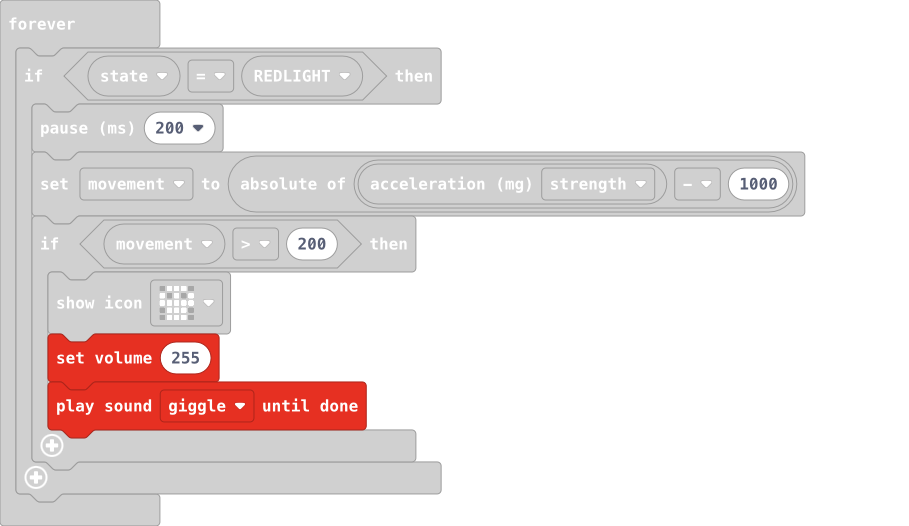 forever
if state = REDLIGHT then
pause (ms) 200
set movement to absolute of acceleration (mg) strength - 1000
if movement > 200 then
show icon
set volume 255
play sound giggle until done